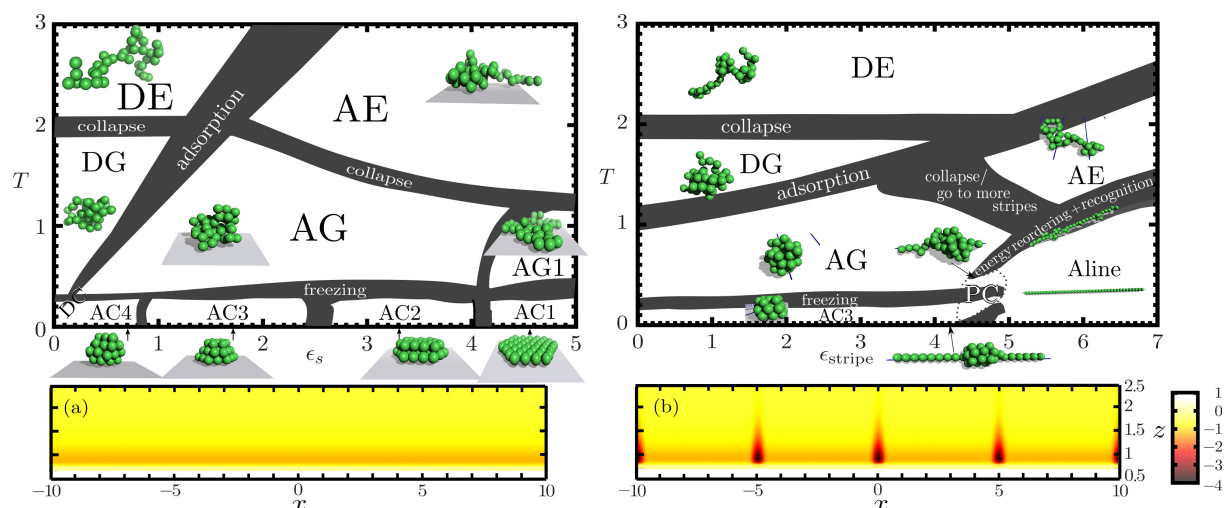 3
DE
AE
2
collapse
adsorption
DG
collapse
T
1
AG
AG1
DC
freezing
AC4
AC3
AC2
AC1
0
0
1
2
ϵs
3
4
5
(a)
−10
−5
0
5
10
x
3
DE
2
collapse
DG
adsorption
collapse/
go to more
stripes
AE
T
1
energy reordering+recognition
AG
Aline
PC
freezing
AC3
0
0
1
2
ϵstripe
3
4
5
6
7
(b)
2.5
2
1.5
1
0.5
z
−10
−5
0
5
10
x
1
0
−1
−2
−3
−4